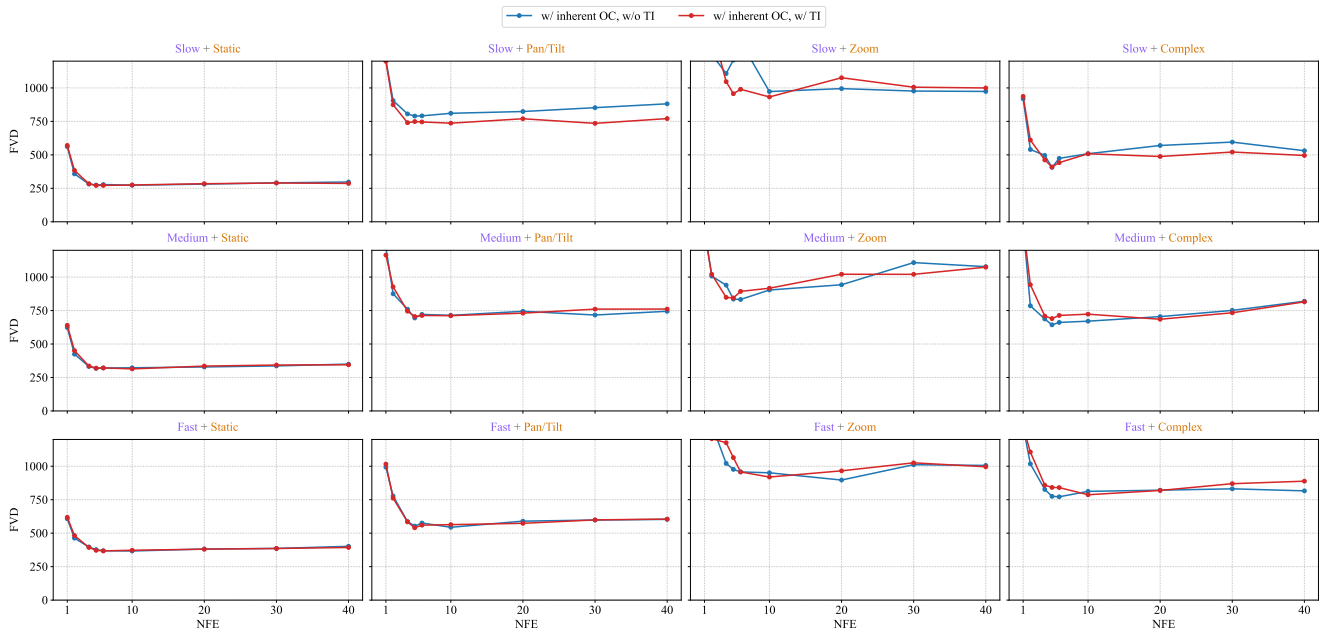 w/ inherent OC, w/o TI
w/ inherent OC, w/ TI
Slow + Static
Slow + Pan/Tilt
Slow + Zoom
Slow + Complex
FVD
1000
750
500
250
0
Medium + Static
Medium + Pan/Tilt
Medium + Zoom
Medium + Complex
FVD
1000
750
500
250
0
Fast + Static
Fast + Pan/Tilt
Fast + Zoom
Fast + Complex
FVD
1000
750
500
250
0
1 10 20 30 40
1 10 20 30 40
1 10 20 30 40
1 10 20 30 40
NFE
NFE
NFE
NFE